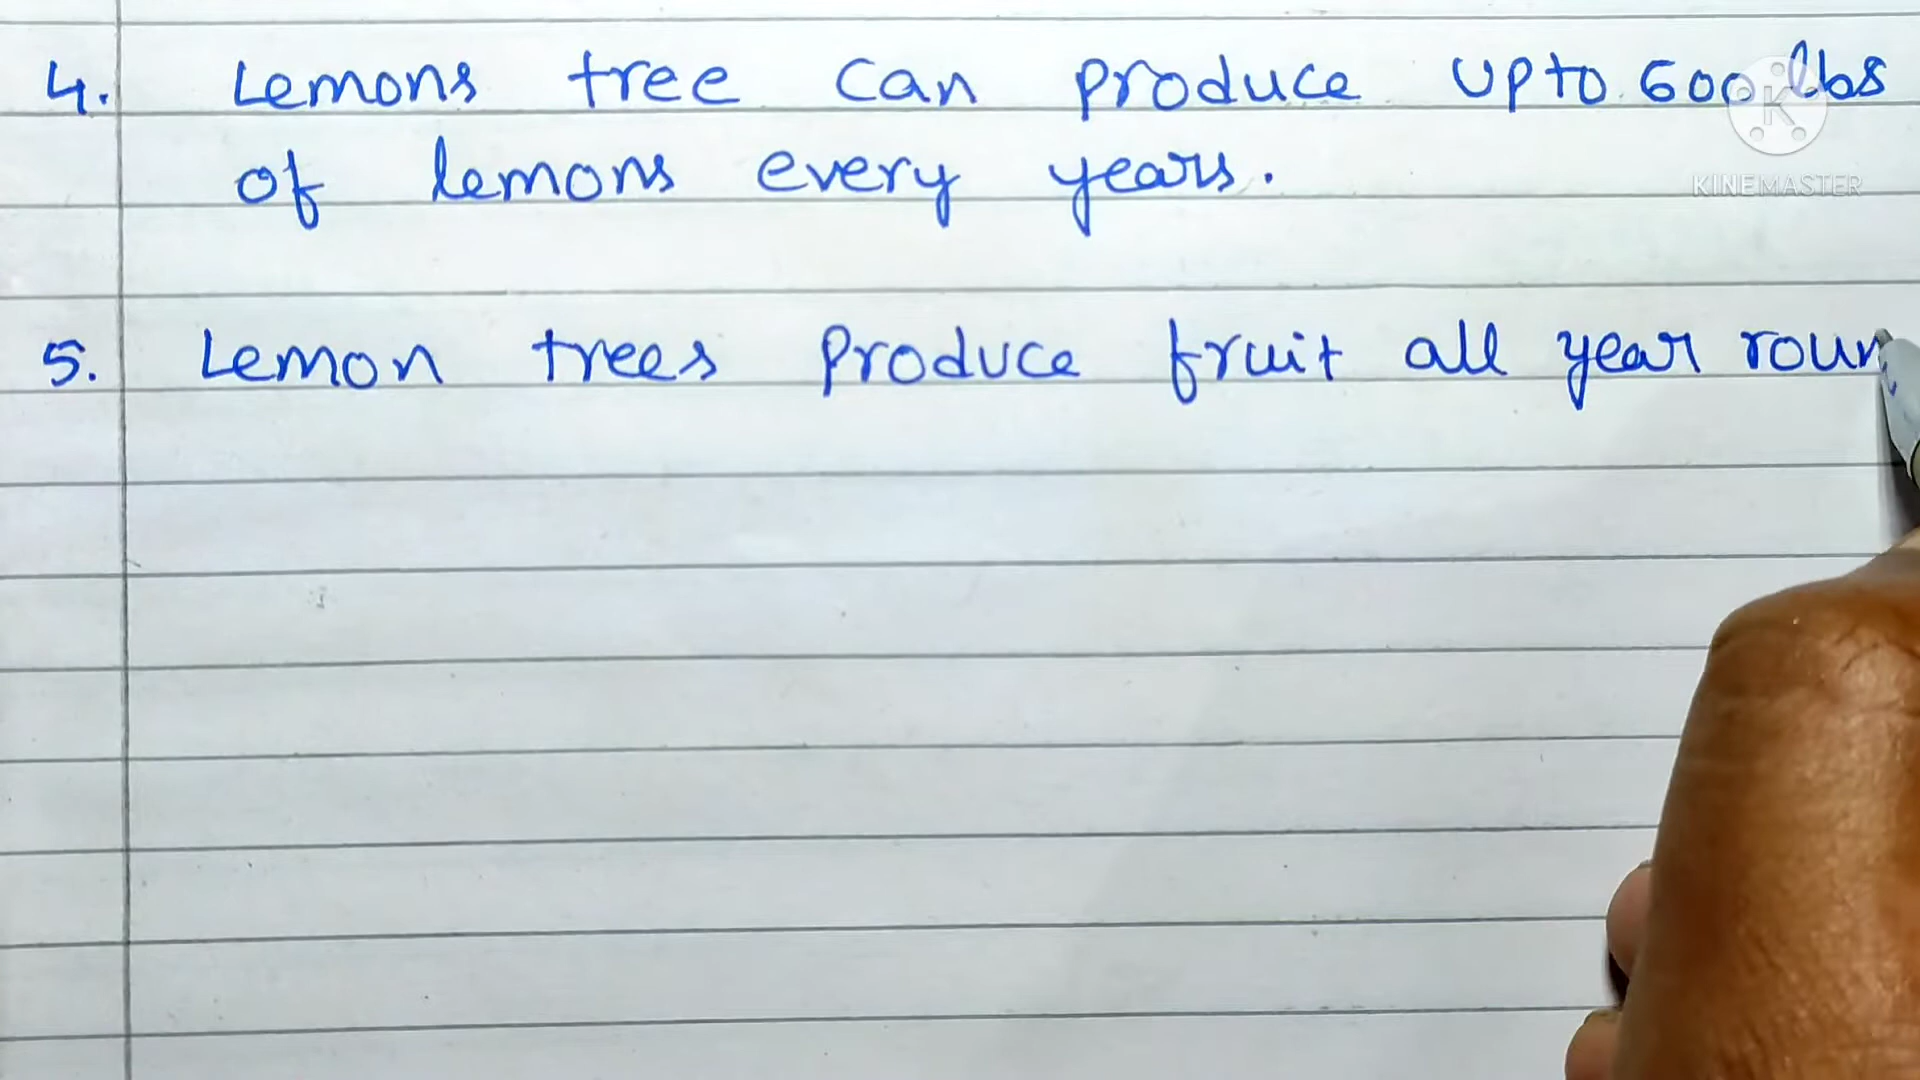 4. Lemons tree can produce upto 600 lbs
of lemons every years.
5. Lemon trees produce fruit all year roun
KINEMASTER